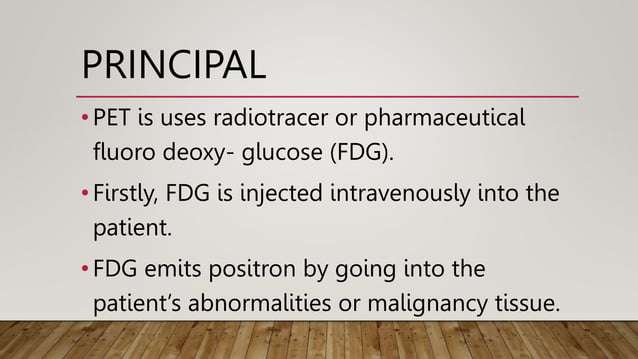 PRINCIPAL
•PET is uses radiotracer or pharmaceutical
fluoro deoxy- glucose (FDG).
•Firstly, FDG is injected intravenously into the
patient.
•FDG emits positron by going into the
patient’s abnormalities or malignancy tissue.